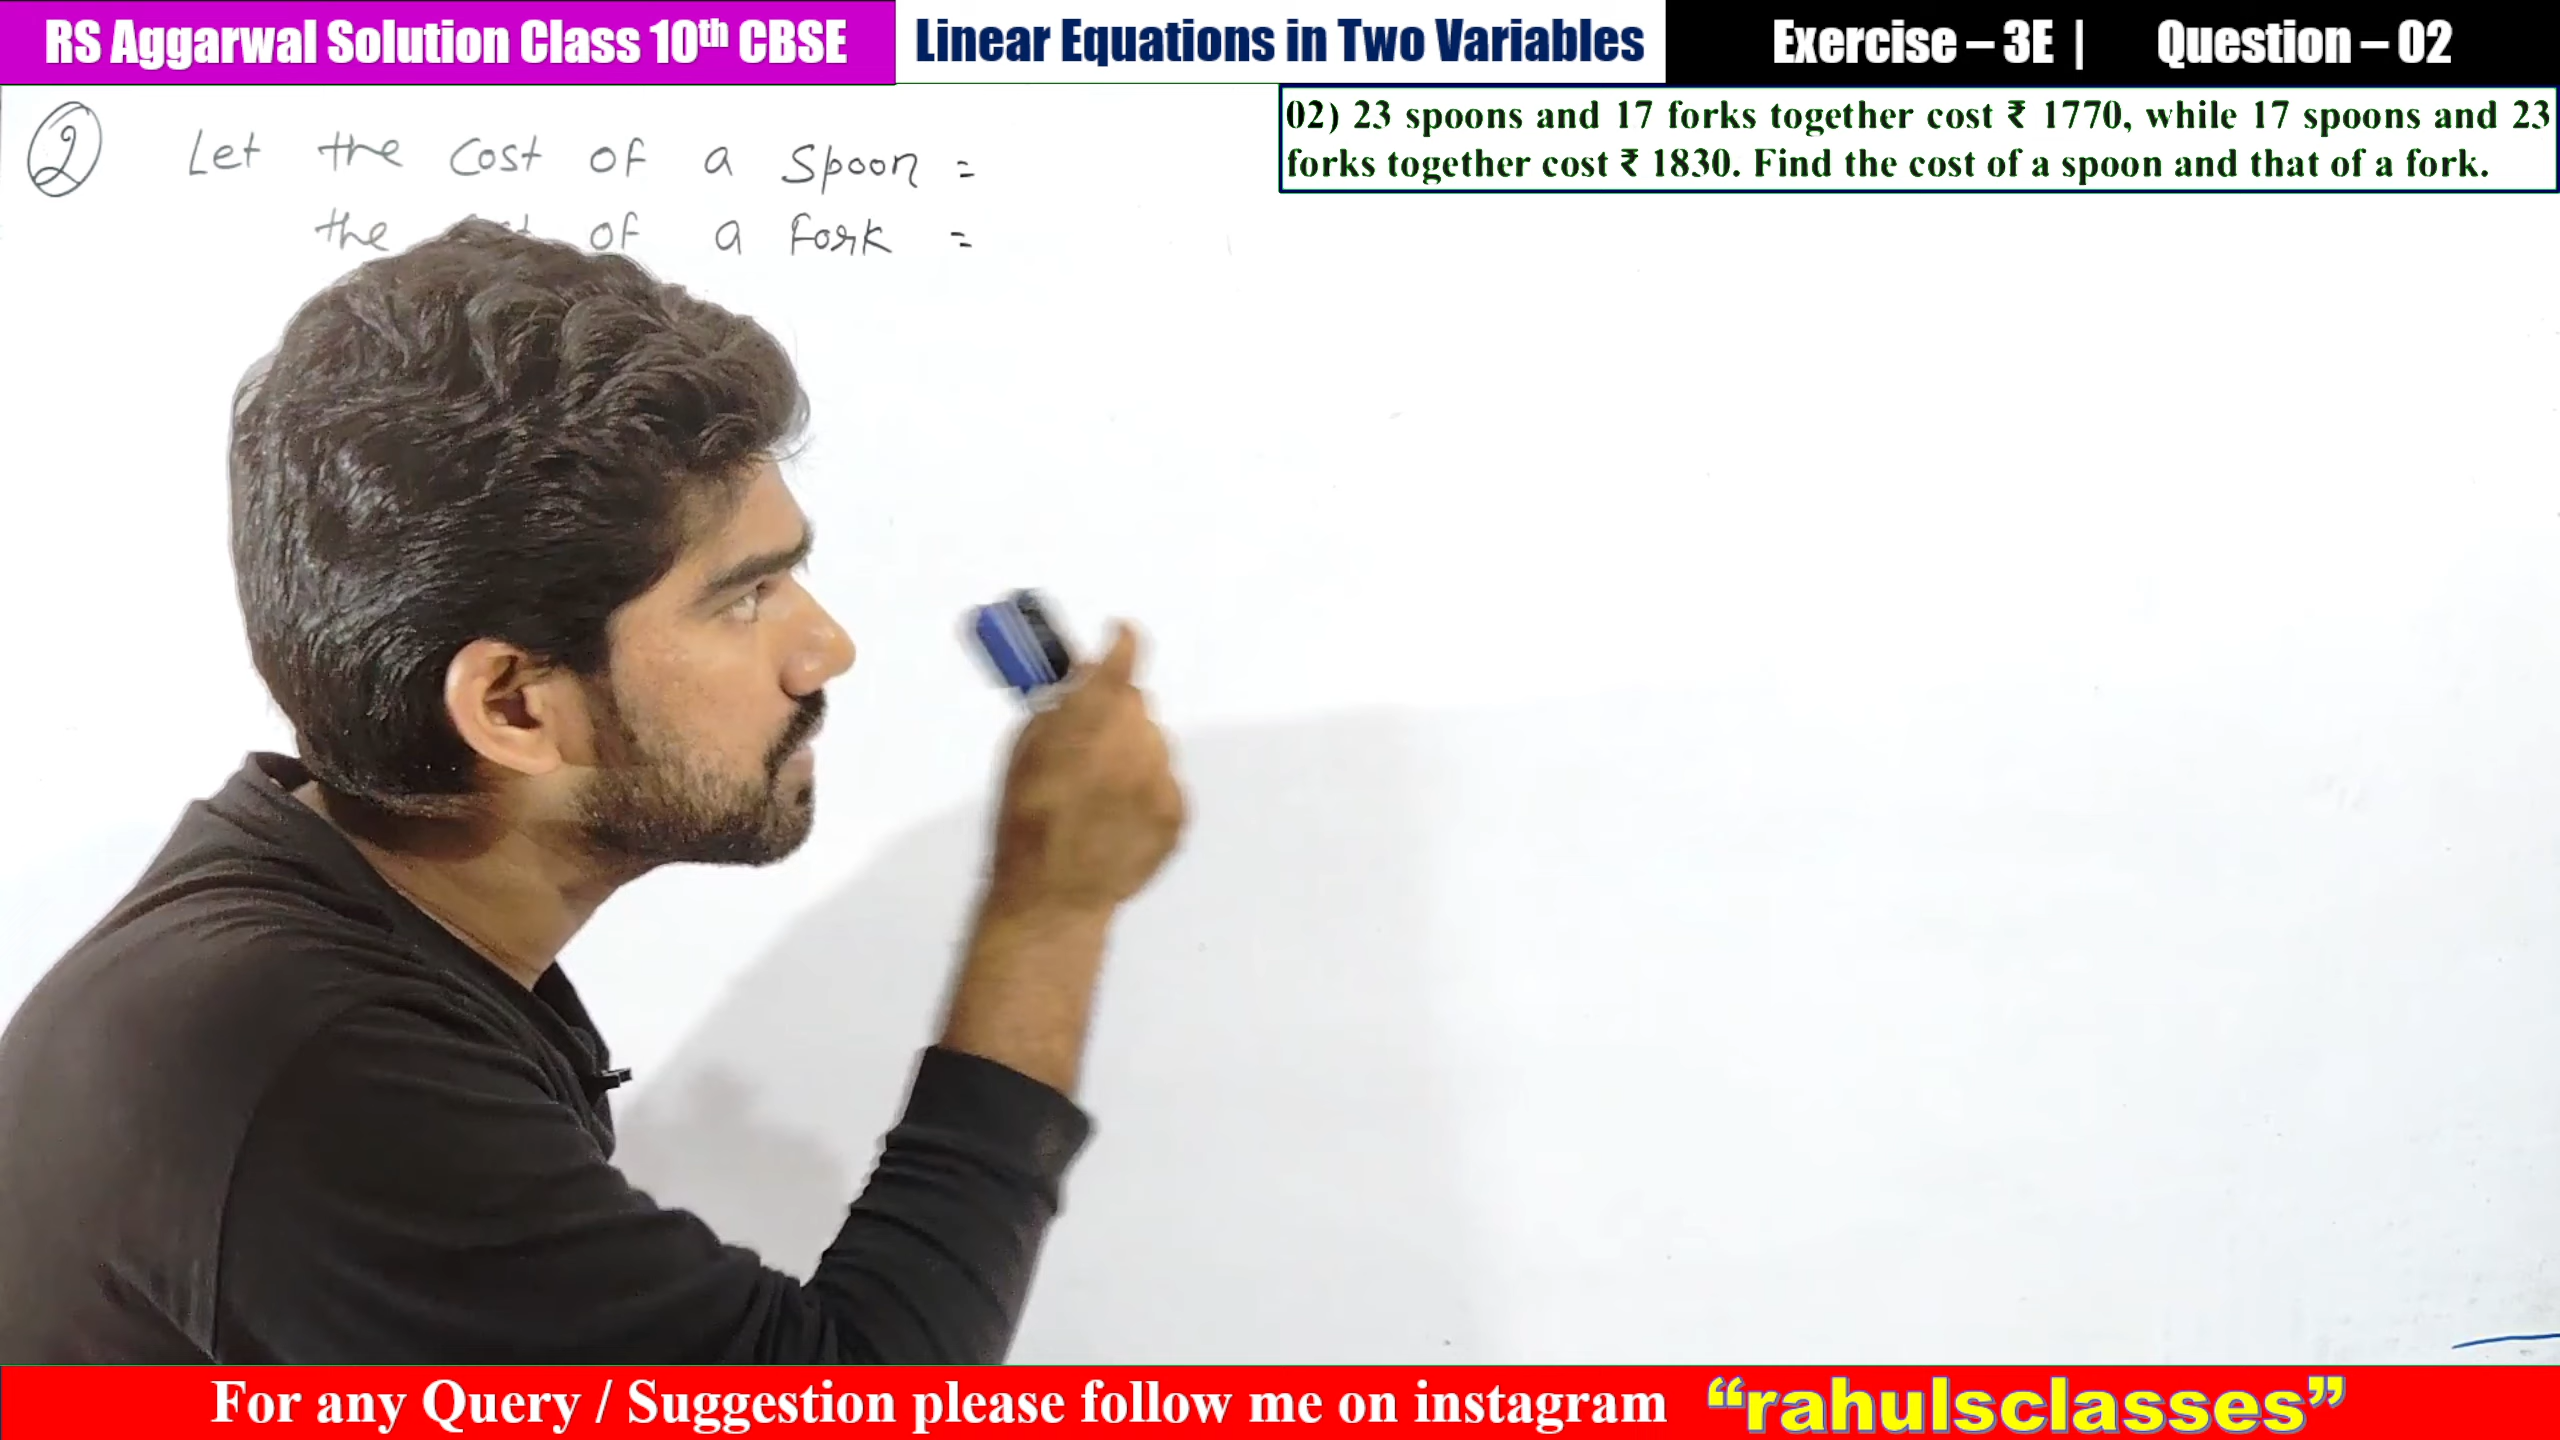 RS Aggarwal Solution Class 10th CBSE
Linear Equations in Two Variables
Exercise – 3E | Question – 02
02) 23 spoons and 17 forks together cost ₹ 1770, while 17 spoons and 23
forks together cost ₹ 1830. Find the cost of a spoon and that of a fork.
2 Let the cost of a spoon =
the of a fork =
For any Query / Suggestion please follow me on instagram “rahulsclasses”